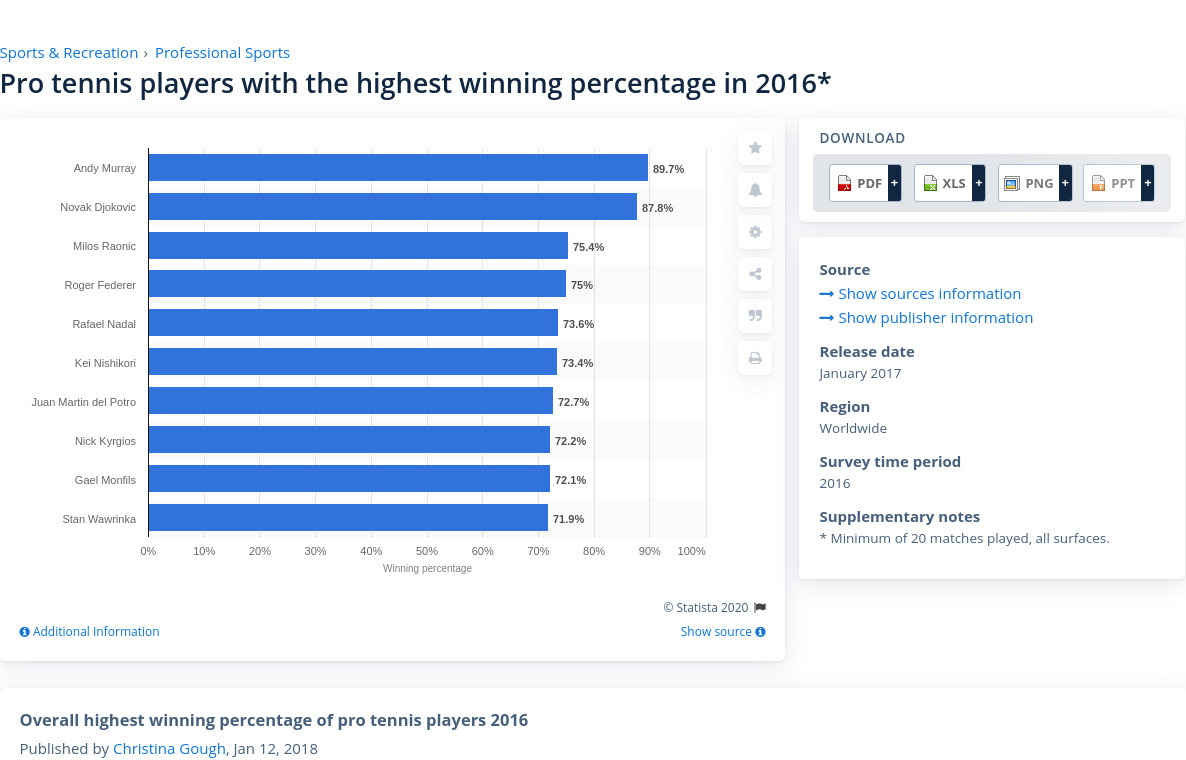 Sports & Recreation › Professional Sports
Pro tennis players with the highest winning percentage in 2016*
Andy Murray 89.7%
Novak Djokovic 87.8%
Milos Raonic 75.4%
Roger Federer 75%
Rafael Nadal 73.6%
Kei Nishikori 73.4%
Juan Martin del Potro 72.7%
Nick Kyrgios 72.2%
Gael Monfils 72.1%
Stan Wawrinka 71.9%
0% 10% 20% 30% 40% 50% 60% 70% 80% 90% 100%
Winning percentage
© Statista 2020
Additional Information
Show source
DOWNLOAD
PDF + XLS + PNG + PPT +
Source
Show sources information
Show publisher information
Release date
January 2017
Region
Worldwide
Survey time period
2016
Supplementary notes
* Minimum of 20 matches played, all surfaces.
Overall highest winning percentage of pro tennis players 2016
Published by Christina Gough, Jan 12, 2018